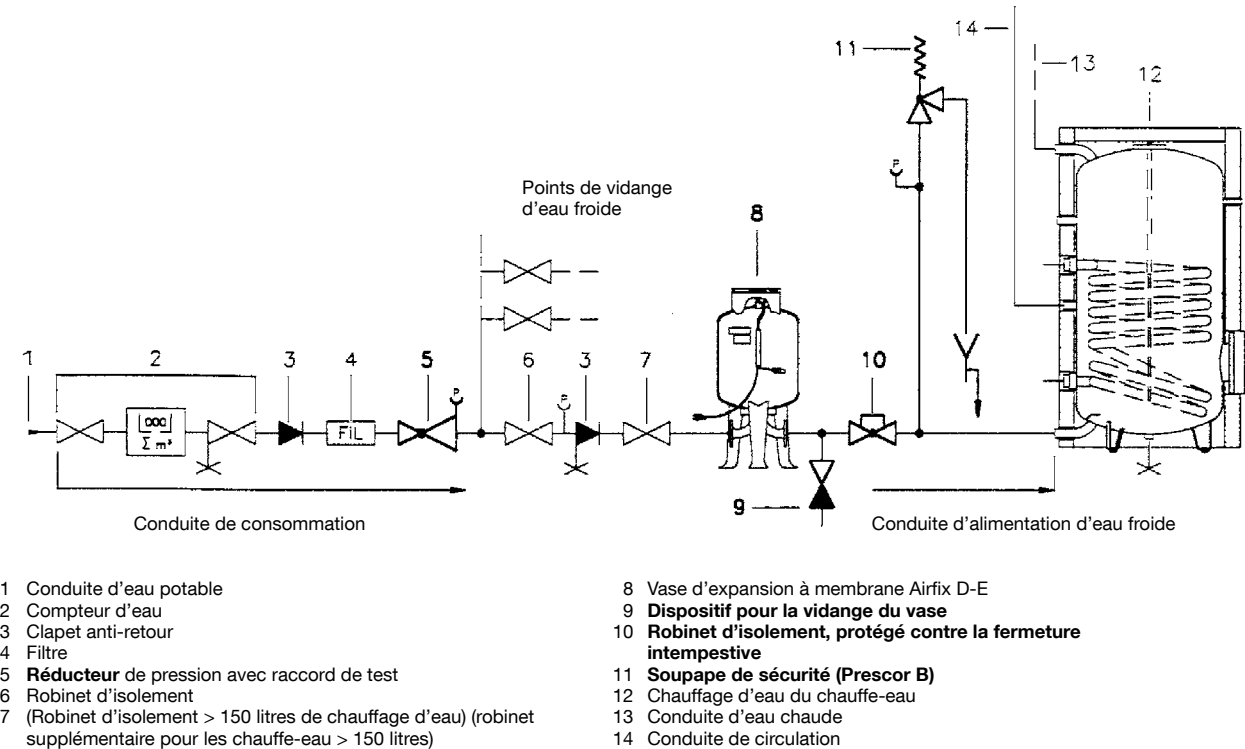 14
11
13
12
P
Points de vidange
d'eau froide
8
1
2
3
4
5
6
3
7
10
P
P
000
Σ m³
FIL
9
Conduite de consommation
Conduite d'alimentation d'eau froide
1 Conduite d'eau potable
2 Compteur d'eau
3 Clapet anti-retour
4 Filtre
5 Réducteur de pression avec raccord de test
6 Robinet d'isolement
7 (Robinet d'isolement > 150 litres de chauffage d'eau) (robinet
supplémentaire pour les chauffe-eau > 150 litres)
8 Vase d'expansion à membrane Airfix D-E
9 Dispositif pour la vidange du vase
10 Robinet d'isolement, protégé contre la fermeture
intempestive
11 Soupape de sécurité (Prescor B)
12 Chauffage d'eau du chauffe-eau
13 Conduite d'eau chaude
14 Conduite de circulation